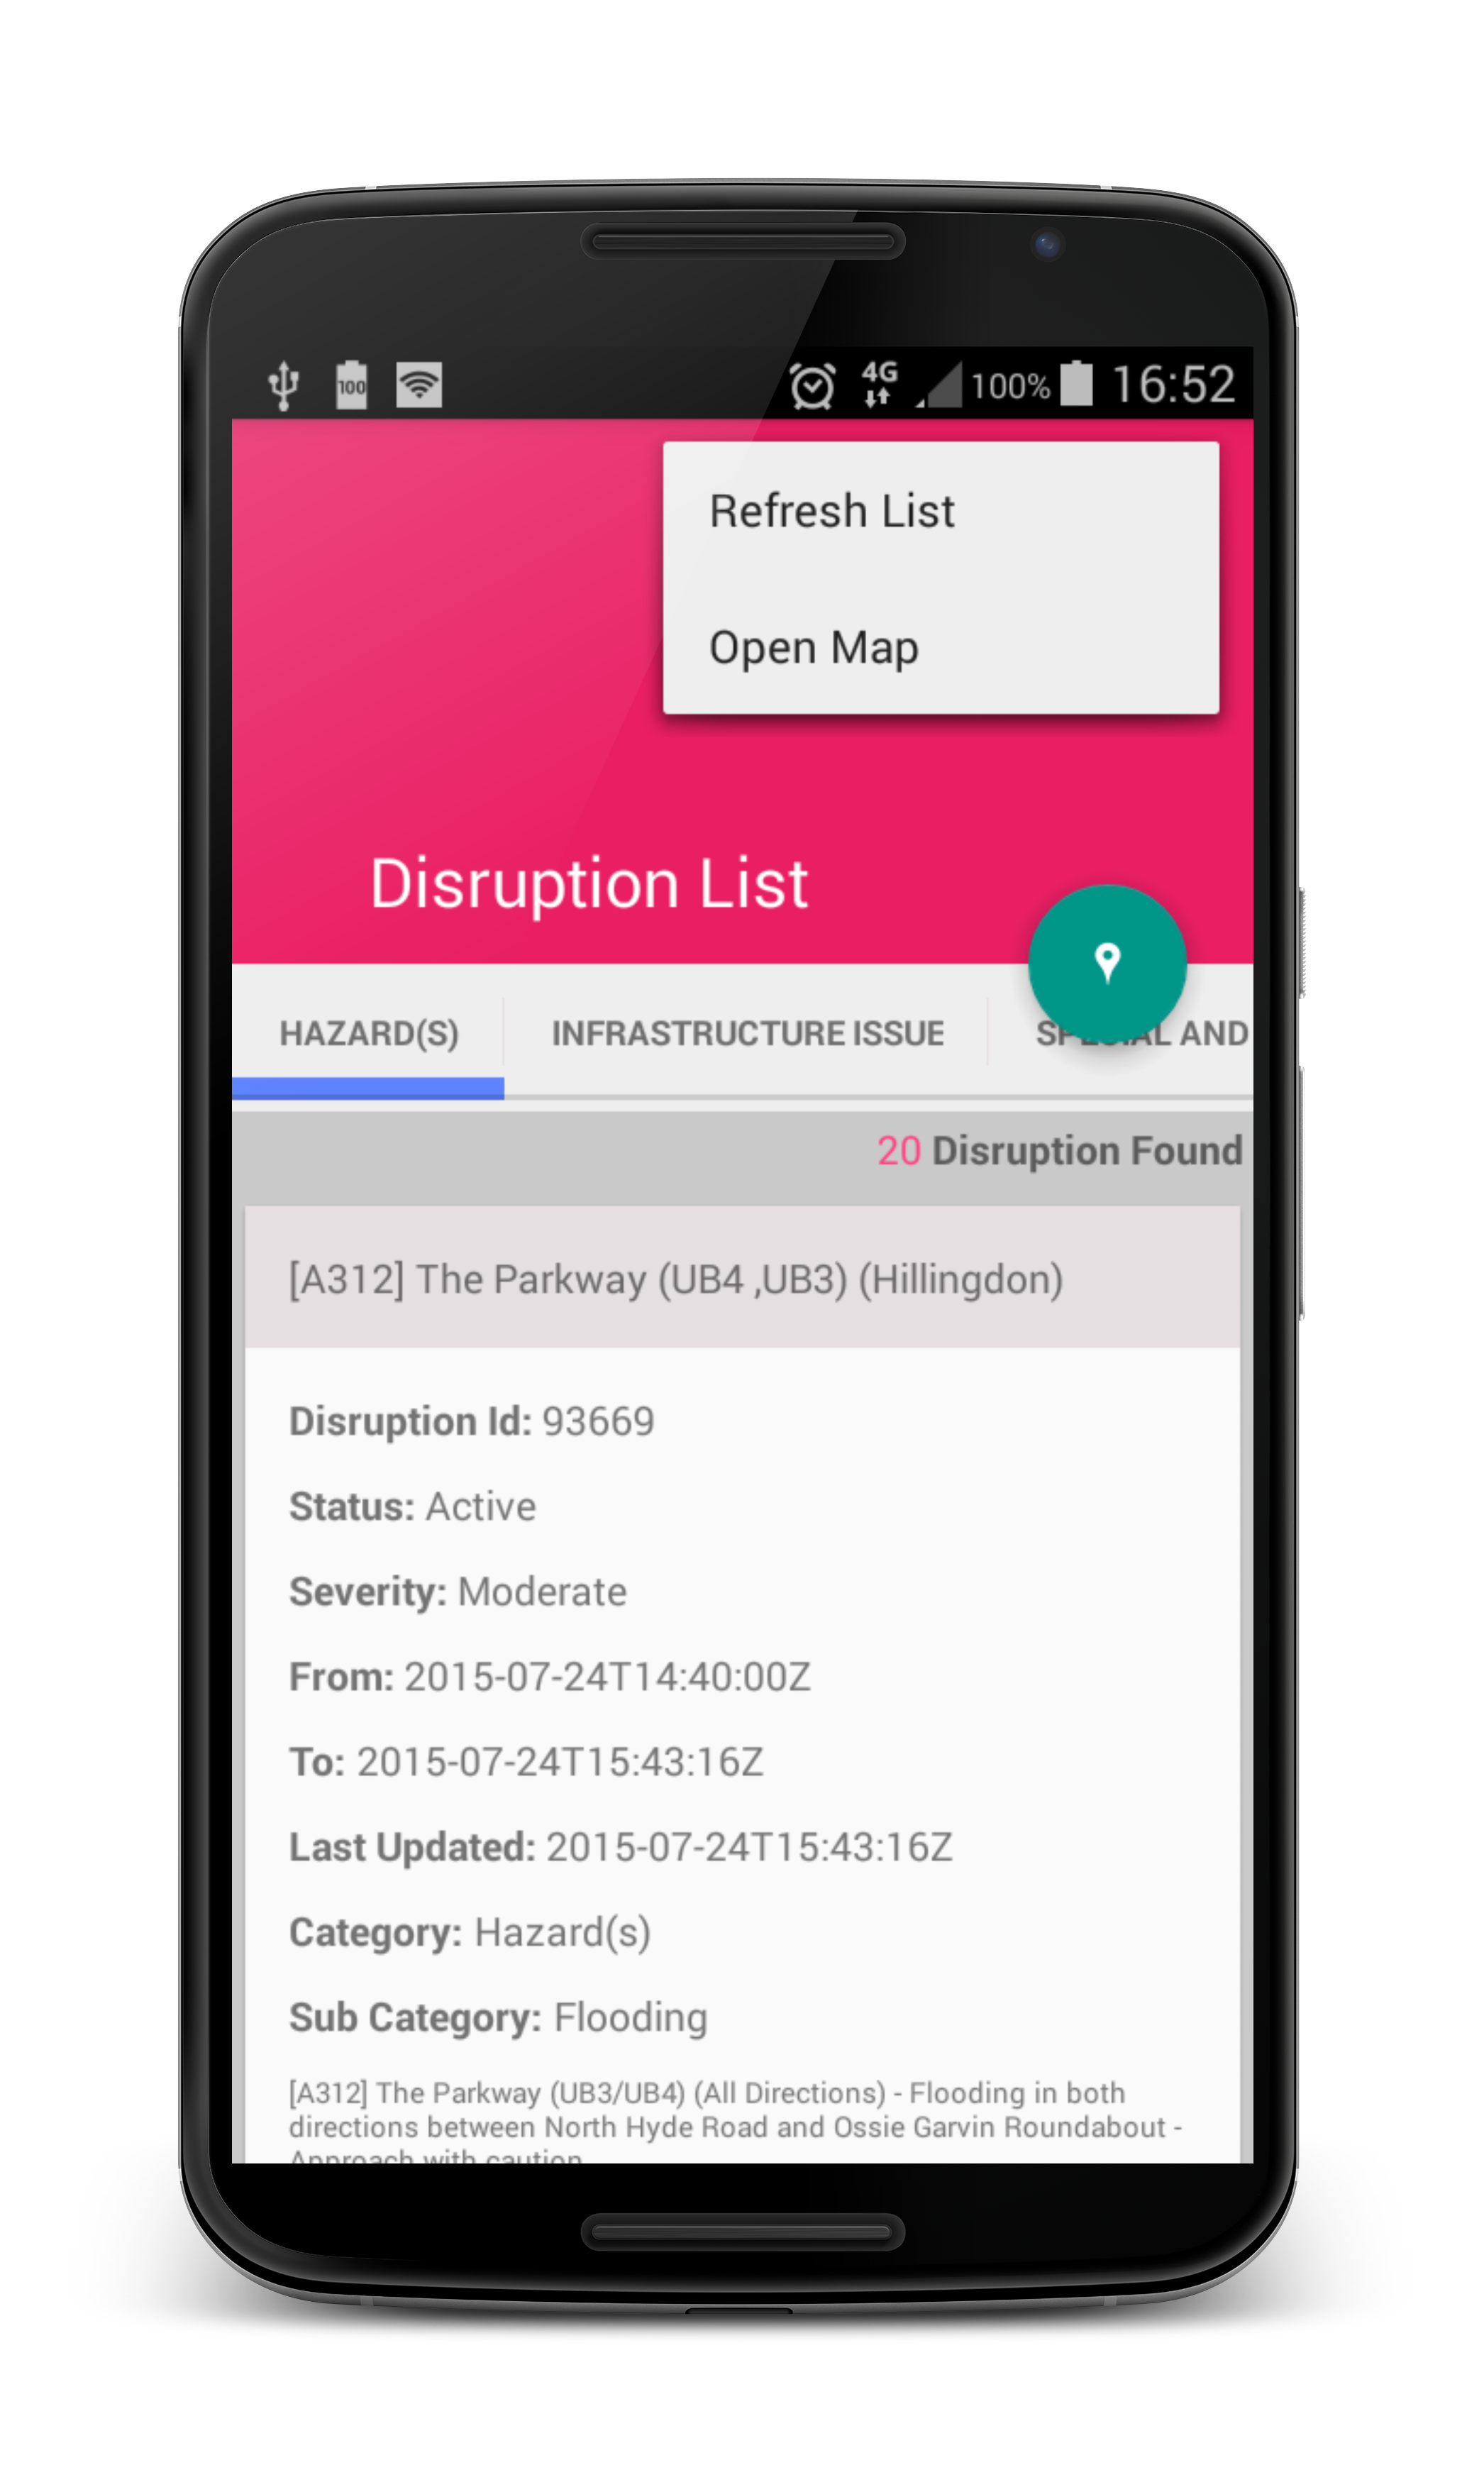 100
4G
100%
16:52
Refresh List
Open Map
Disruption List
HAZARD(S)
INFRASTRUCTURE ISSUE
AND
20 Disruption Found
[A312] The Parkway (UB4 ,UB3) (Hillingdon)
Disruption Id: 93669
Status: Active
Severity: Moderate
From: 2015-07-24T14:40:00Z
To: 2015-07-24T15:43:16Z
Last Updated: 2015-07-24T15:43:16Z
Category: Hazard(s)
Sub Category: Flooding
[A312] The Parkway (UB3/UB4) (All Directions) - Flooding in both
directions between North Hyde Road and Ossie Garvin Roundabout -
Approach with caution